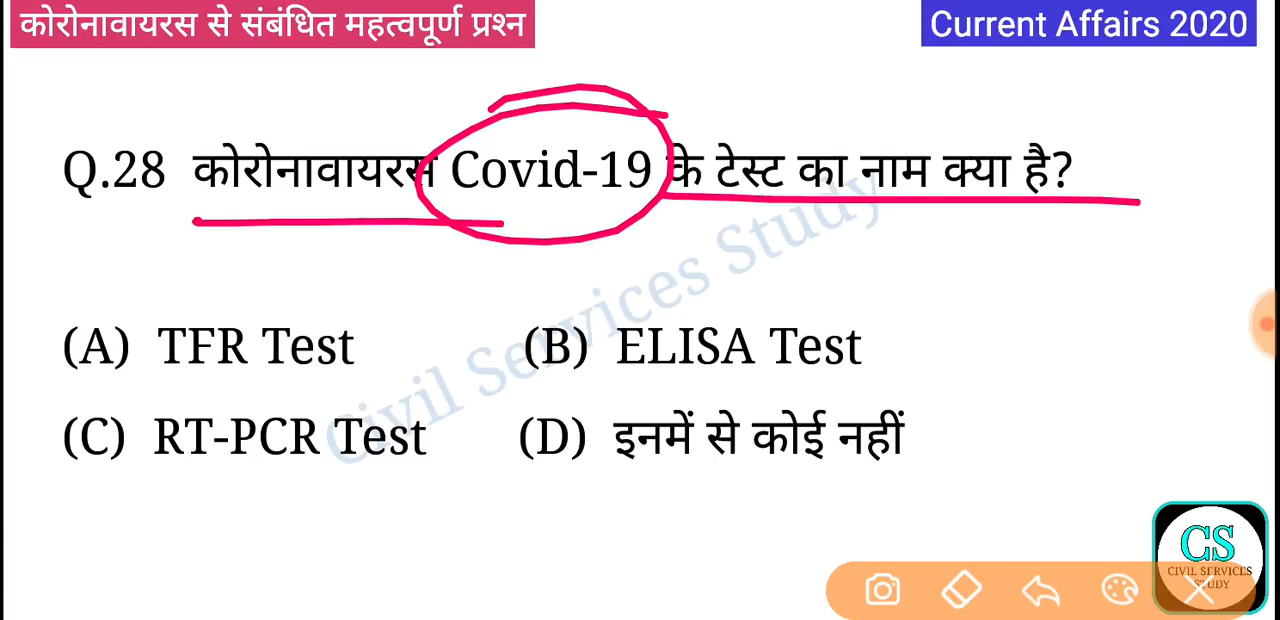 कोरोनावायरस से संबंधित महत्वपूर्ण प्रश्न
Current Affairs 2020
Q.28 कोरोनावायरस Covid-19 के टेस्ट का नाम क्या है?
(A) TFR Test (B) ELISA Test
(C) RT-PCR Test (D) इनमें से कोई नहीं
Civil Services Study
CS
CIVIL SERVICES
STUDY